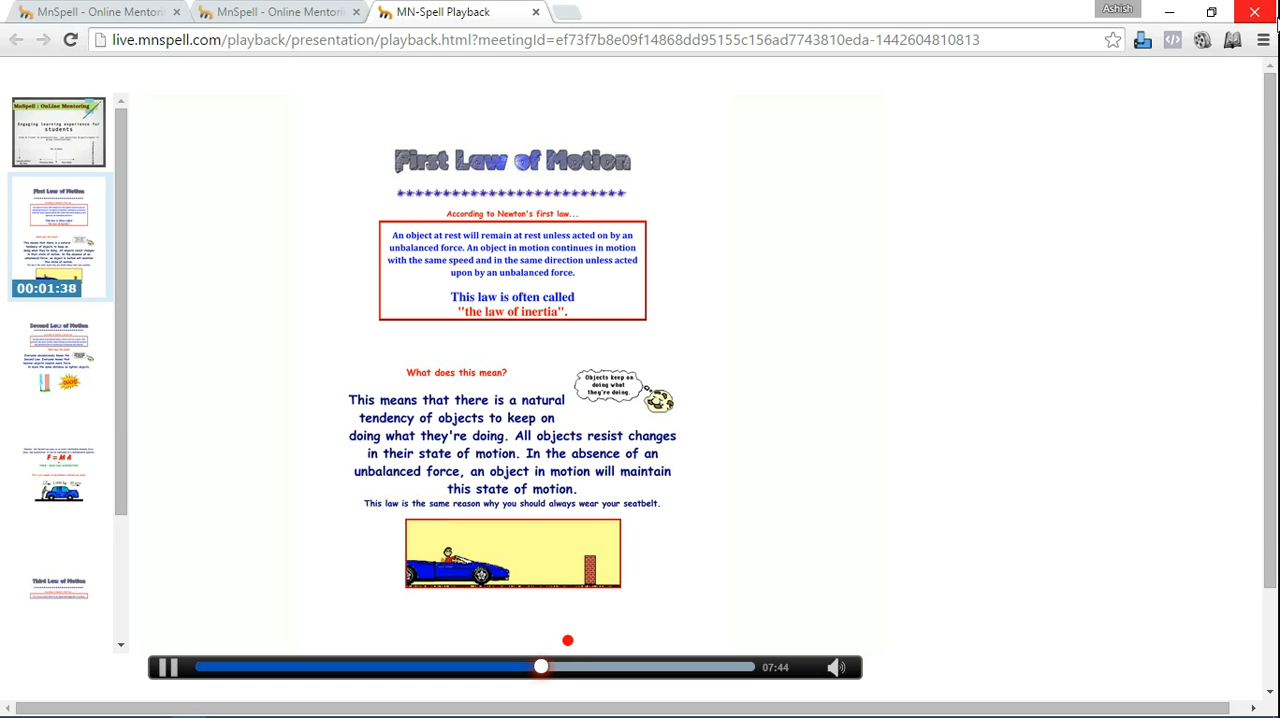 MnSpell - Online Mentori
MnSpell - Online Mentori
MN-Spell Playback
Ashish
live.mnspell.com/playback/presentation/playback.html?meetingId=ef73f7b8e09f14868dd95155c156ad7743810eda-1442604810813
MnSpell : OnLine Mentoring
Engaging learning experience for
students
First Law of Motion
00:01:38
Second Law of Motion
F = M A
Third Law of Motion
First Law of Motion
According to Newton's first law...
An object at rest will remain at rest unless acted on by an
unbalanced force. An object in motion continues in motion
with the same speed and in the same direction unless acted
upon by an unbalanced force.
This law is often called
"the law of inertia".
What does this mean?
Objects keep on
doing what
they're doing.
This means that there is a natural
tendency of objects to keep on
doing what they're doing. All objects resist changes
in their state of motion. In the absence of an
unbalanced force, an object in motion will maintain
this state of motion.
This law is the same reason why you should always wear your seatbelt.
07:44